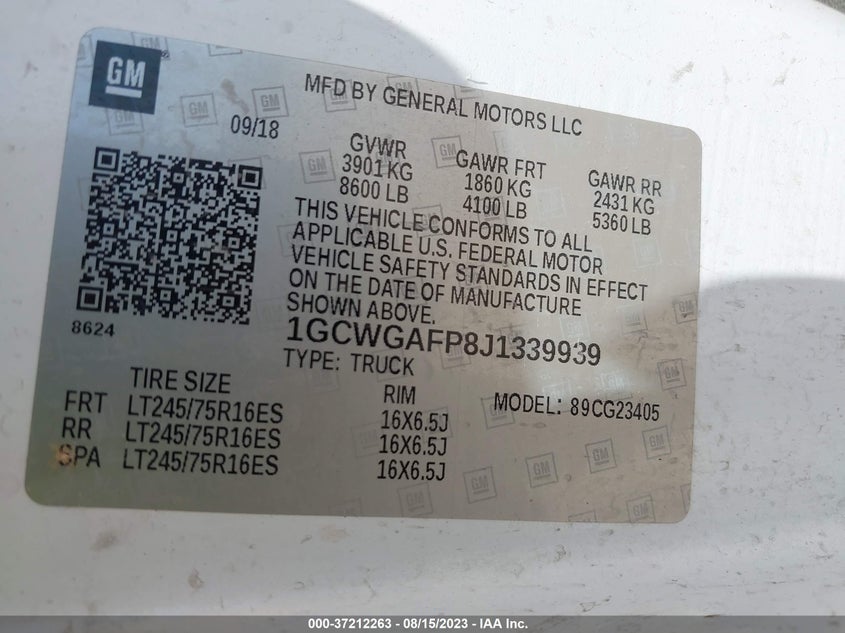 GM
MFD BY GENERAL MOTORS LLC
09/18
GVWR GAWR FRT GAWR RR
3901 KG 1860 KG 2431 KG
8600 LB 4100 LB 5360 LB
THIS VEHICLE CONFORMS TO ALL
APPLICABLE U.S. FEDERAL MOTOR
VEHICLE SAFETY STANDARDS IN EFFECT
ON THE DATE OF MANUFACTURE
SHOWN ABOVE.
8624
1GCWGAFP8J1339939
TYPE: TRUCK
TIRE SIZE RIM MODEL: 89CG23405
FRT LT245/75R16ES 16X6.5J
RR LT245/75R16ES 16X6.5J
SPA LT245/75R16ES 16X6.5J
000-37212263 - 08/15/2023 - IAA Inc.